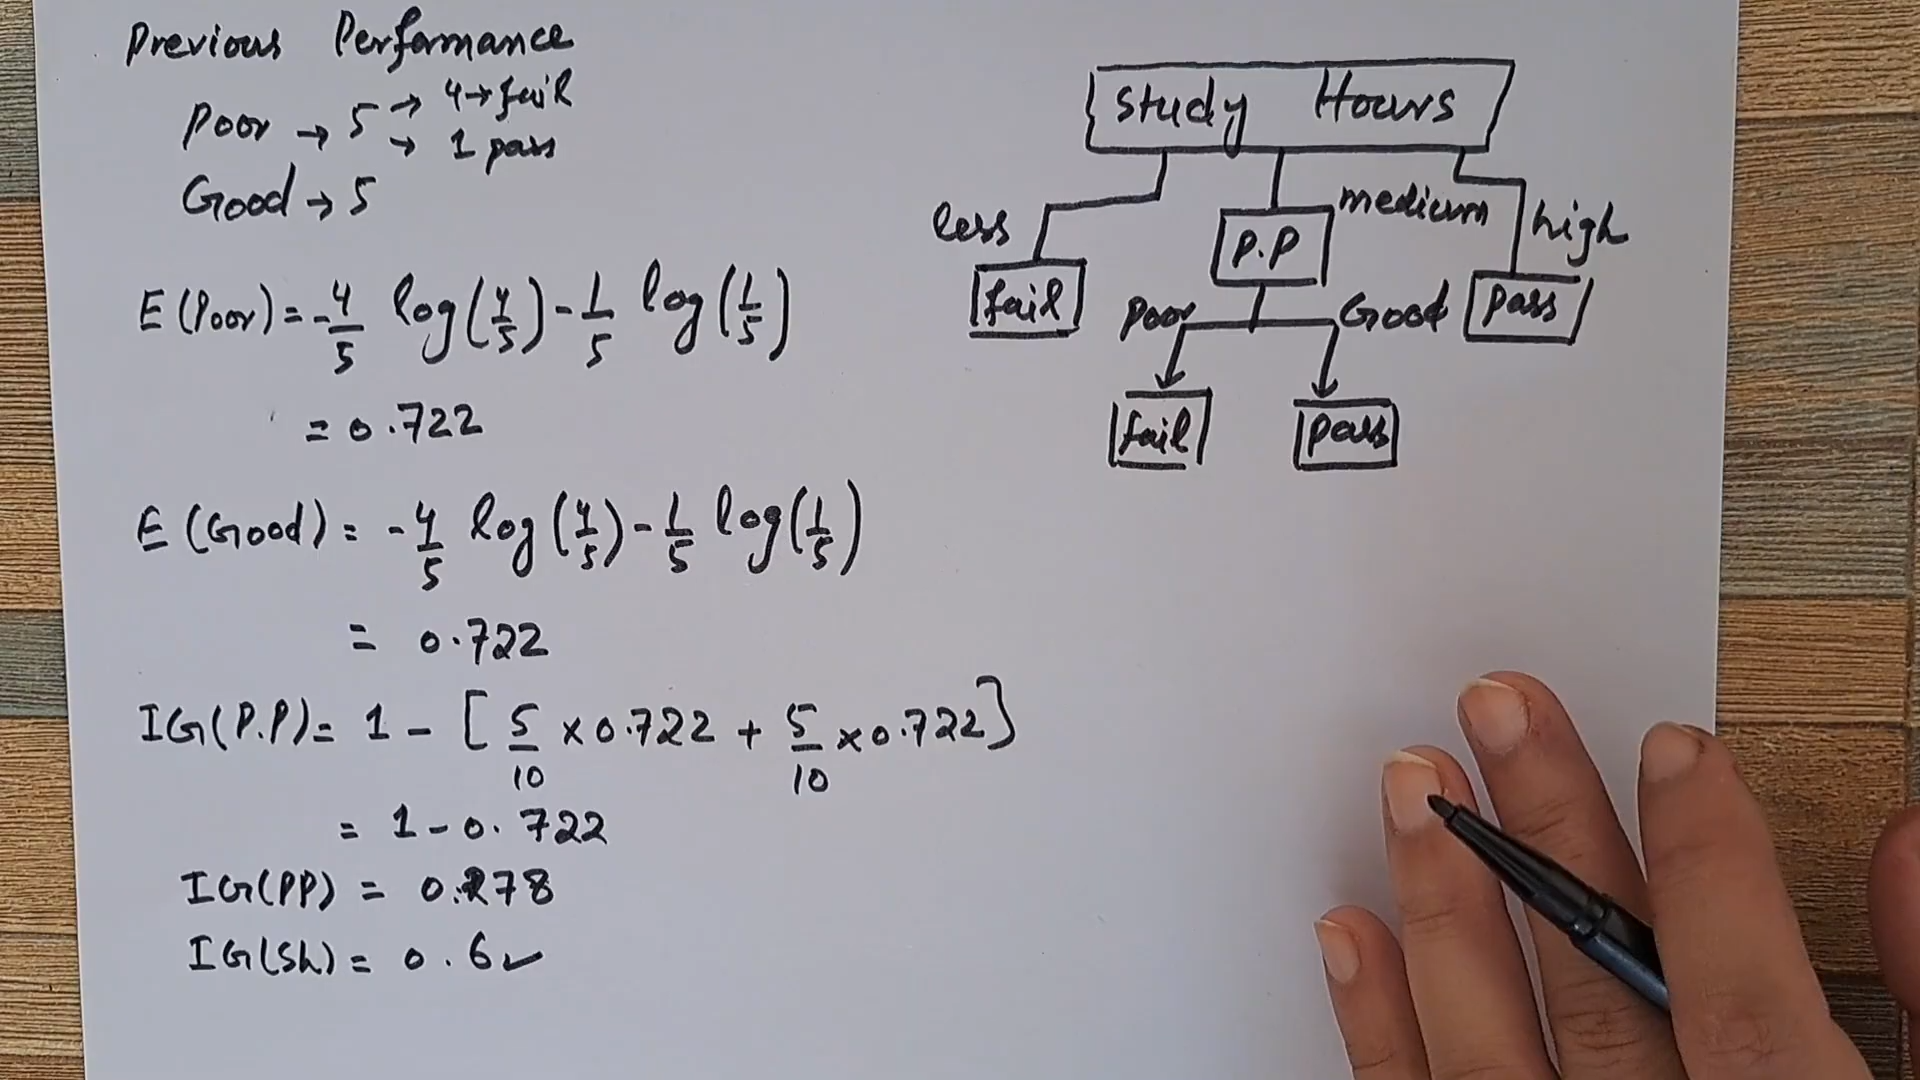 Previous Performance
Poor → 5 → 4 → fail
→ 1 pass
Good → 5
E (Poor) = -4/5 log(4/5) - 1/5 log(1/5)
= 0.722
E (Good) = -4/5 log(4/5) - 1/5 log(1/5)
= 0.722
IG(P.P) = 1 - [5/10 × 0.722 + 5/10 × 0.722]
= 1 - 0.722
IG(PP) = 0.278
IG(Sh) = 0.6 ✓
Study Hours
less medium high
fail P.P pass
Poor Good
fail pass